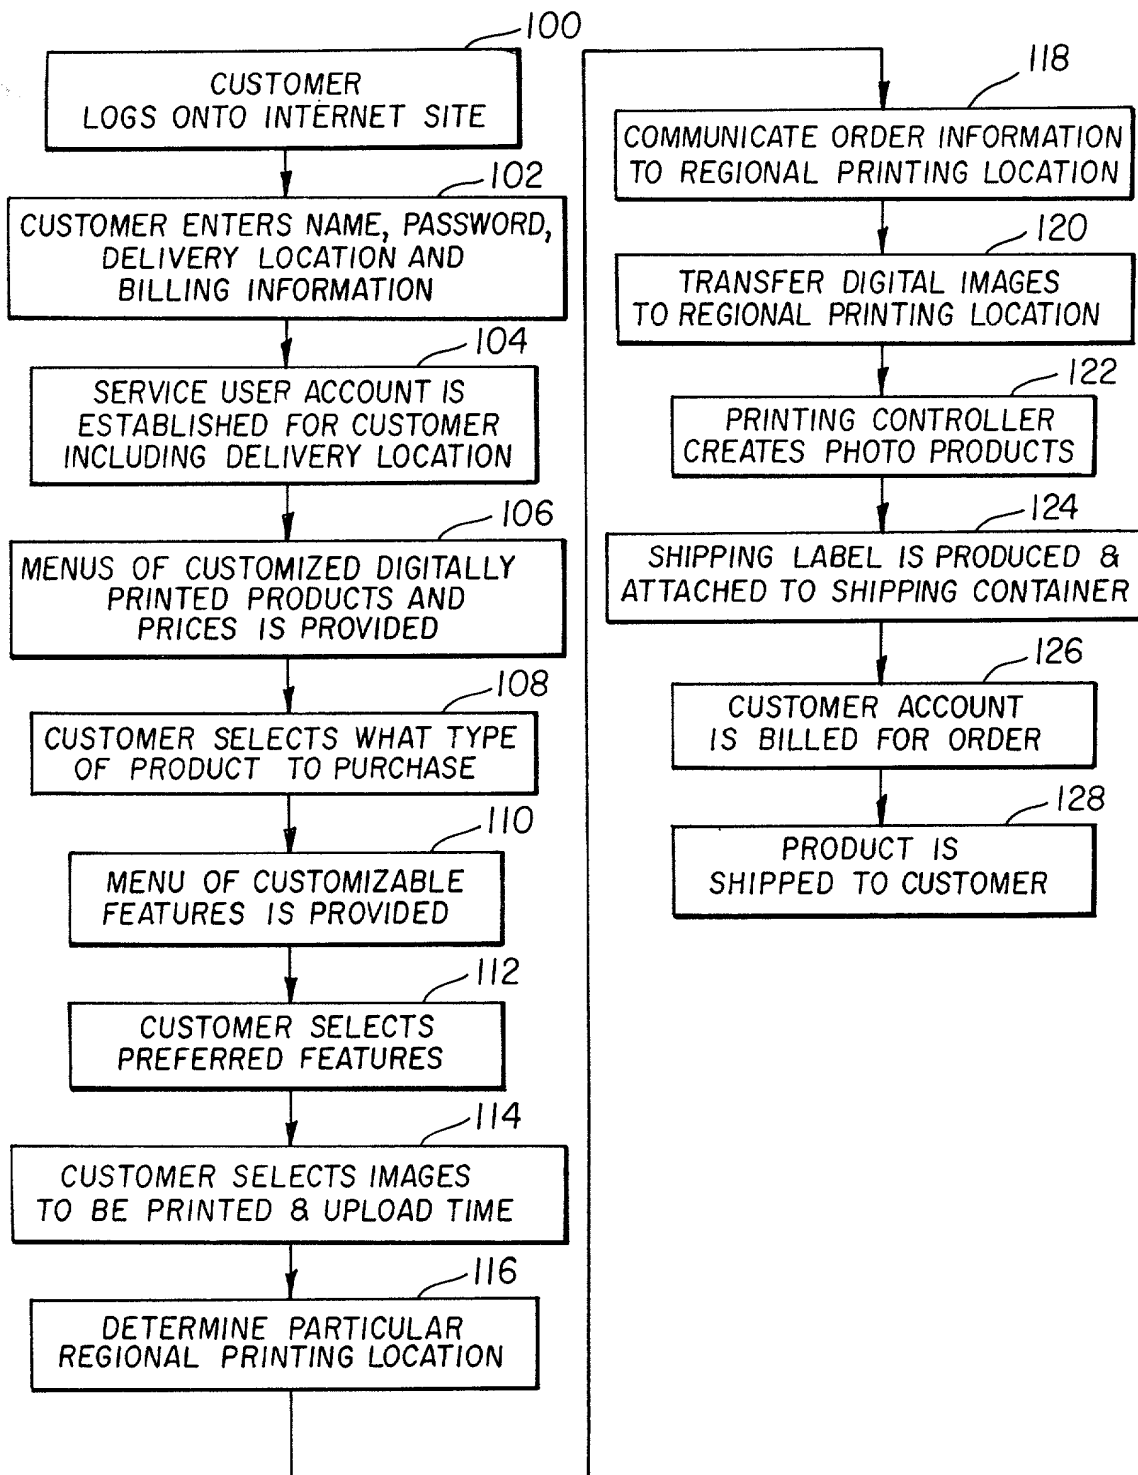 100
CUSTOMER
LOGS ONTO INTERNET SITE
102
CUSTOMER ENTERS NAME, PASSWORD,
DELIVERY LOCATION AND
BILLING INFORMATION
104
SERVICE USER ACCOUNT IS
ESTABLISHED FOR CUSTOMER
INCLUDING DELIVERY LOCATION
106
MENUS OF CUSTOMIZED DIGITALLY
PRINTED PRODUCTS AND
PRICES IS PROVIDED
108
CUSTOMER SELECTS WHAT TYPE
OF PRODUCT TO PURCHASE
110
MENU OF CUSTOMIZABLE
FEATURES IS PROVIDED
112
CUSTOMER SELECTS
PREFERRED FEATURES
114
CUSTOMER SELECTS IMAGES
TO BE PRINTED & UPLOAD TIME
116
DETERMINE PARTICULAR
REGIONAL PRINTING LOCATION
118
COMMUNICATE ORDER INFORMATION
TO REGIONAL PRINTING LOCATION
120
TRANSFER DIGITAL IMAGES
TO REGIONAL PRINTING LOCATION
122
PRINTING CONTROLLER
CREATES PHOTO PRODUCTS
124
SHIPPING LABEL IS PRODUCED &
ATTACHED TO SHIPPING CONTAINER
126
CUSTOMER ACCOUNT
IS BILLED FOR ORDER
128
PRODUCT IS
SHIPPED TO CUSTOMER